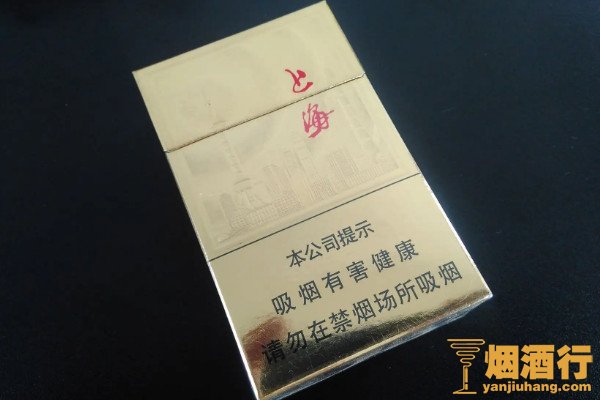 上
海
本公司提示
吸烟有害健康
请勿在禁烟场所吸烟
烟酒行
yanjiuhang.com